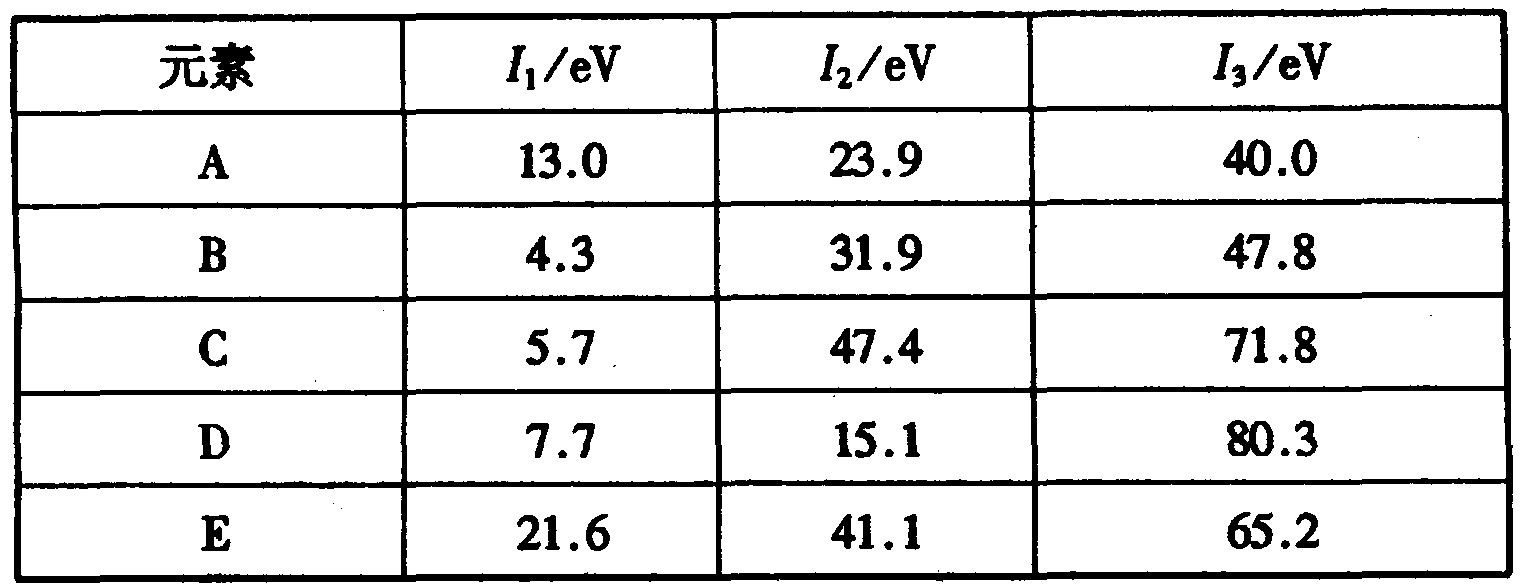 元素 I₁/eV I₂/eV I₃/eV
A 13.0 23.9 40.0
B 4.3 31.9 47.8
C 5.7 47.4 71.8
D 7.7 15.1 80.3
E 21.6 41.1 65.2